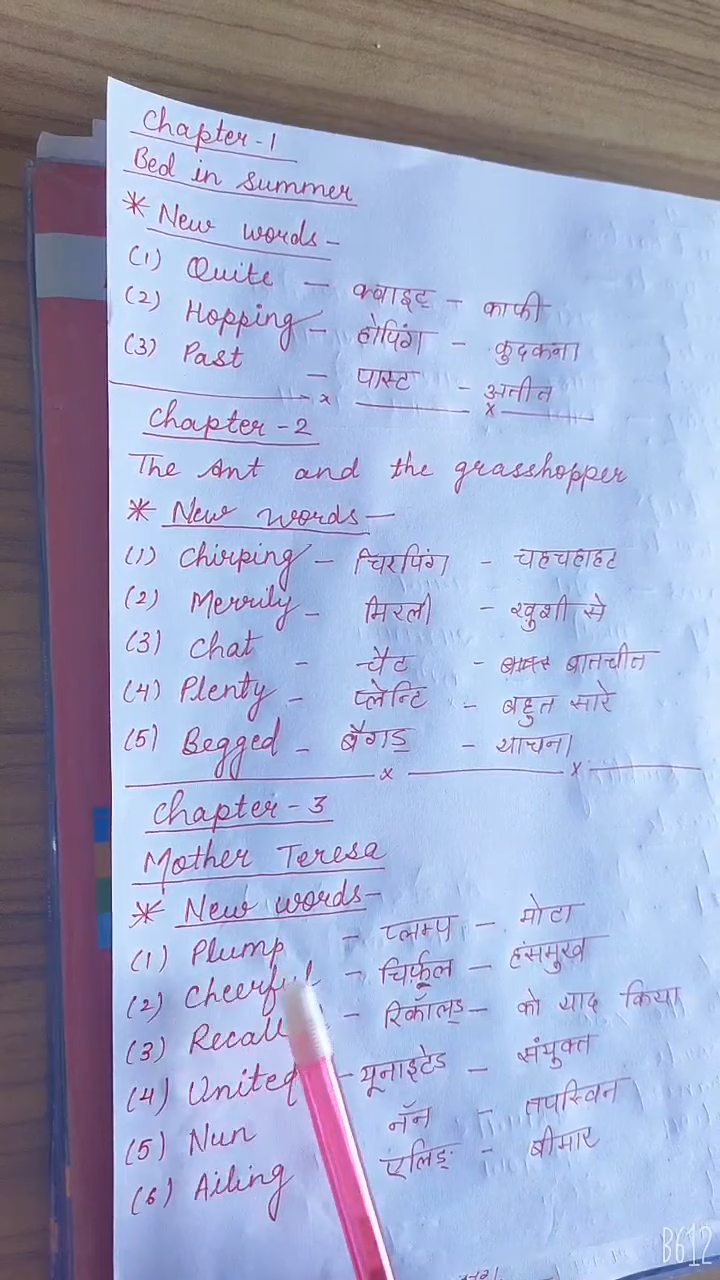 Chapter-1
Bed in summer
* New words-
(1) Quite - क्वाइट - काफी
(2) Hopping - होपिंग - कुदकना
(3) Past - पास्ट - अतीत
Chapter-2
The Ant and the grasshopper
* New words-
(1) Chirping - चिरपिंग - चहचहाहट
(2) Merrily - मिरली - खुशी से
(3) Chat - चैट - बातचीत
(4) Plenty - प्लेन्टि - बहुत सारे
(5) Begged - बैगड - याचना
Chapter-3
Mother Teresa
* New words-
(1) Plump - प्लम्प - मोटा
(2) Cheerful - चिर्फूल - हंसमुख
(3) - रिकॉल्ड - को याद किया
(4) United - यूनाइटेड - संयुक्त
(5) Nun नॅन - तपस्विन
(6) Ailing एलिङ् - बीमार
B612